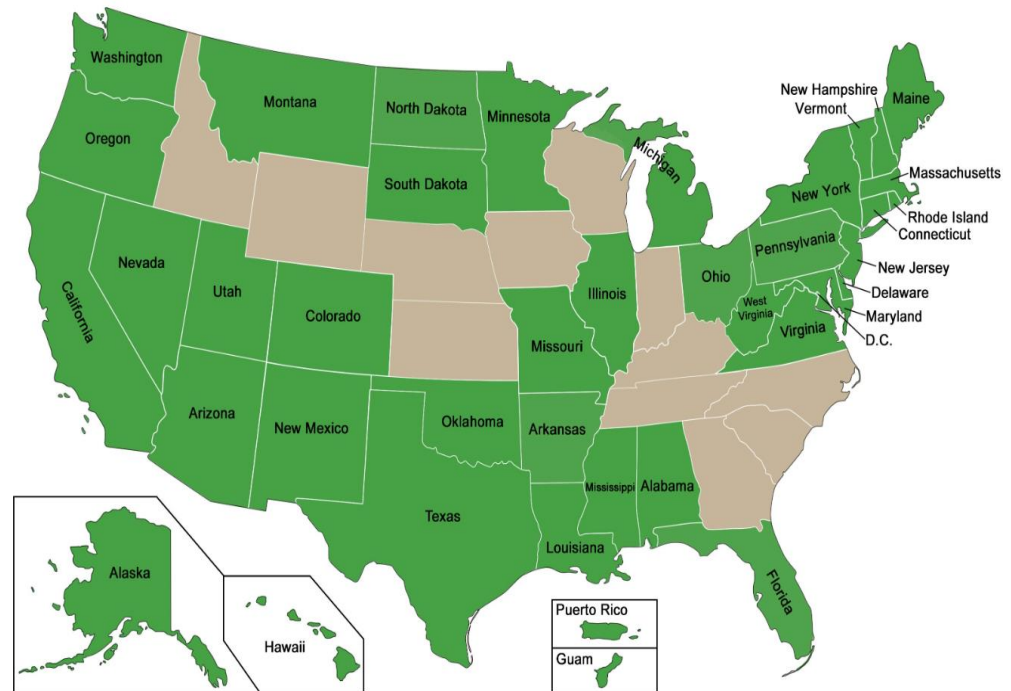 Washington
Montana
North Dakota
Minnesota
New Hampshire
Vermont
Maine
Oregon
South Dakota
Michigan
Massachusetts
New York
Rhode Island
Connecticut
Pennsylvania
New Jersey
Nevada
Utah
Colorado
Illinois
Ohio
Delaware
West
Virginia
Maryland
Virginia
D.C.
California
Missouri
Arizona
New Mexico
Oklahoma
Arkansas
Mississippi
Alabama
Texas
Louisiana
Florida
Alaska
Hawaii
Puerto Rico
Guam